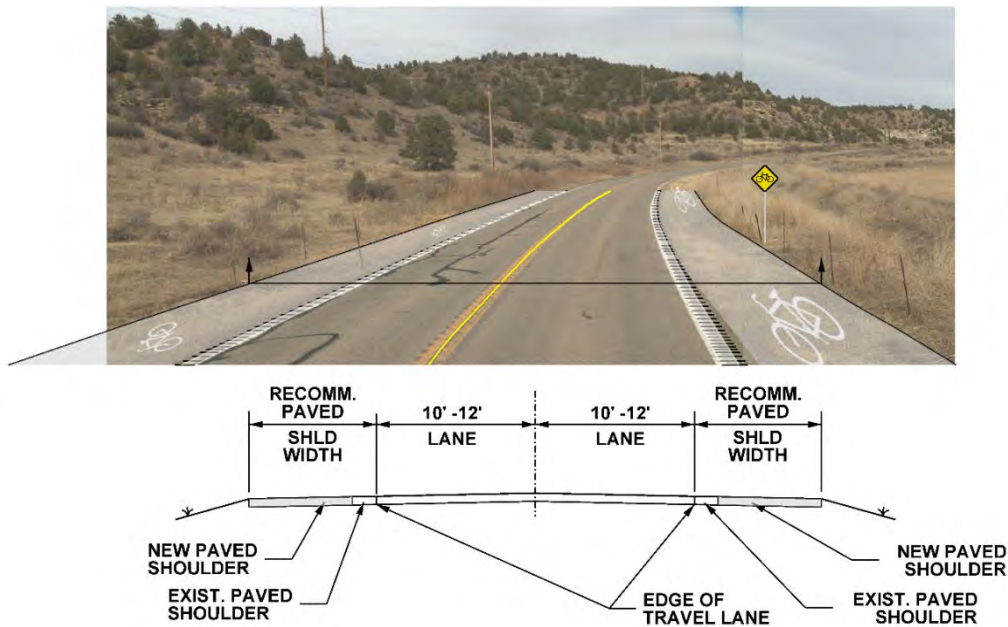 RECOMM.
PAVED
SHLD
WIDTH
10' -12'
LANE
10' -12'
LANE
RECOMM.
PAVED
SHLD
WIDTH
NEW PAVED
SHOULDER
EXIST. PAVED
SHOULDER
EDGE OF
TRAVEL LANE
NEW PAVED
SHOULDER
EXIST. PAVED
SHOULDER